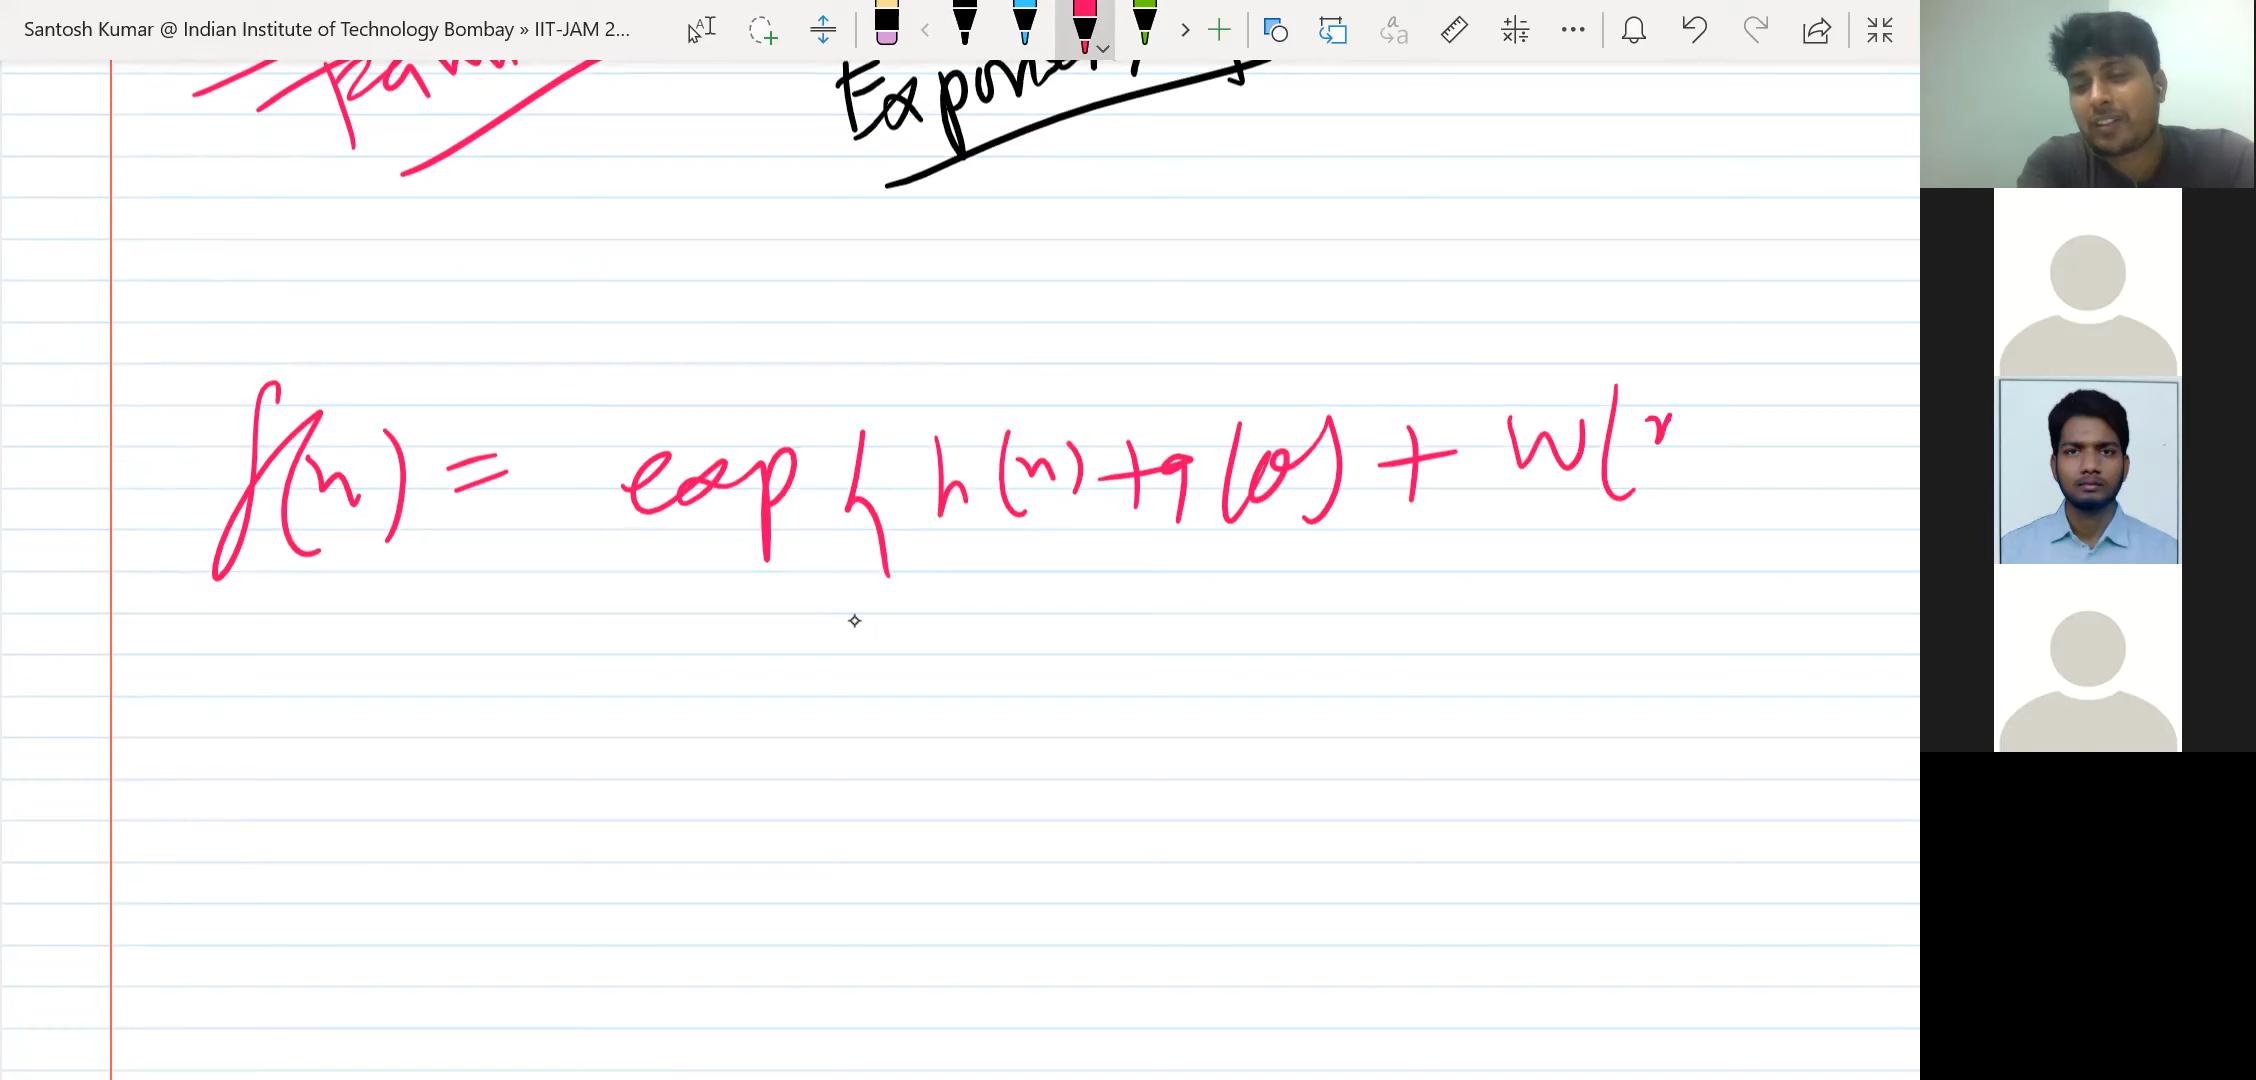 Santosh Kumar @ Indian Institute of Technology Bombay » IIT-JAM 2...
f(x) = exp { h(x) + g(θ) + W(x